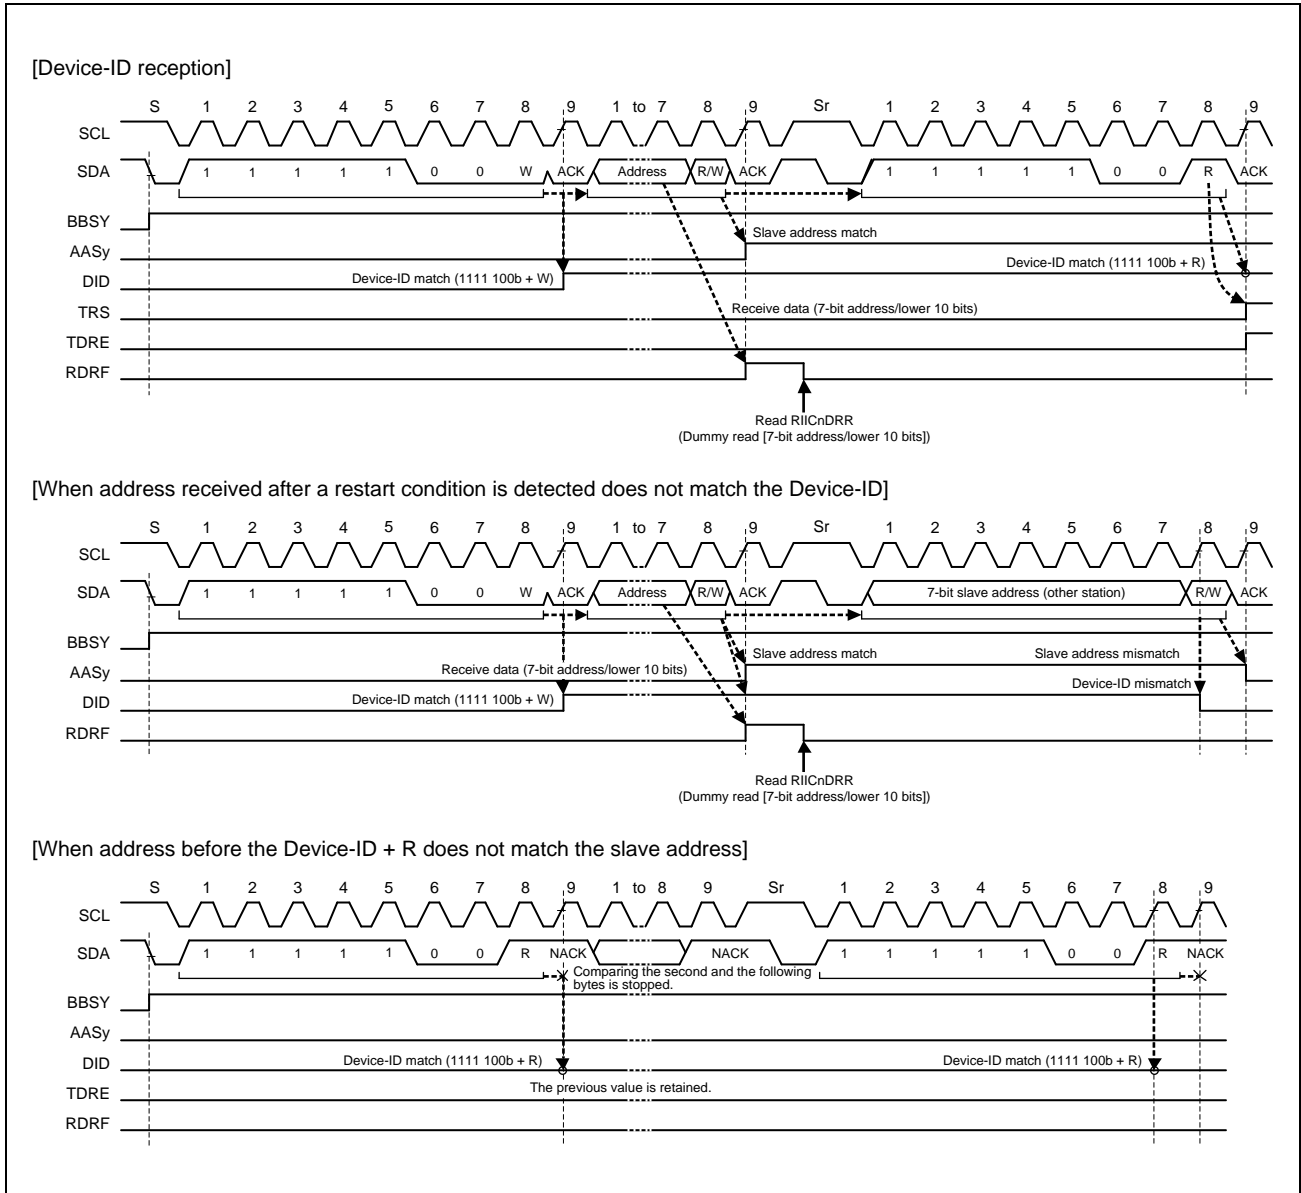 [Device-ID reception]
S 1 2 3 4 5 6 7 8 9 1 to 7 8 9 Sr 1 2 3 4 5 6 7 8 9
SCL
SDA 1 1 1 1 1 0 0 W ACK Address R/W ACK 1 1 1 1 1 0 0 R ACK
BBSY
Slave address match
AASy
Device-ID match (1111 100b + R)
DID Device-ID match (1111 100b + W)
TRS Receive data (7-bit address/lower 10 bits)
TDRE
RDRF
Read RIICnDRR
(Dummy read [7-bit address/lower 10 bits])
[When address received after a restart condition is detected does not match the Device-ID]
S 1 2 3 4 5 6 7 8 9 1 to 7 8 9 Sr 1 2 3 4 5 6 7 8 9
SCL
SDA 1 1 1 1 1 0 0 W ACK Address R/W ACK 7-bit slave address (other station) R/W ACK
BBSY
Slave address match Slave address mismatch
AASy Receive data (7-bit address/lower 10 bits)
Device-ID mismatch
DID Device-ID match (1111 100b + W)
RDRF
Read RIICnDRR
(Dummy read [7-bit address/lower 10 bits])
[When address before the Device-ID + R does not match the slave address]
S 1 2 3 4 5 6 7 8 9 1 to 8 9 Sr 1 2 3 4 5 6 7 8 9
SCL
SDA 1 1 1 1 1 0 0 R NACK NACK 1 1 1 1 1 0 0 R NACK
Comparing the second and the following
bytes is stopped.
BBSY
AASy
DID Device-ID match (1111 100b + R) Device-ID match (1111 100b + R)
The previous value is retained.
TDRE
RDRF